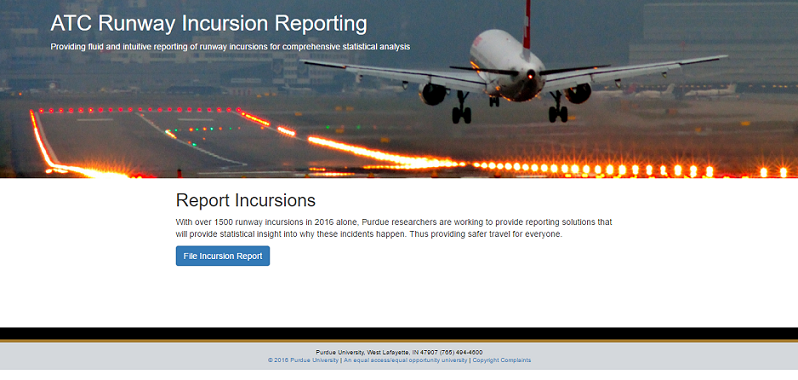 ATC Runway Incursion Reporting
Providing fluid and intuitive reporting of runway incursions for comprehensive statistical analysis
Report Incursions
With over 1500 runway incursions in 2016 alone, Purdue researchers are working to provide reporting solutions that
will provide statistical insight into why these incidents happen. Thus providing safer travel for everyone.
File Incursion Report
Purdue University, West Lafayette, IN 47907 (765) 494-4600
© 2016 Purdue University | An equal access/equal opportunity university | Copyright Complaints